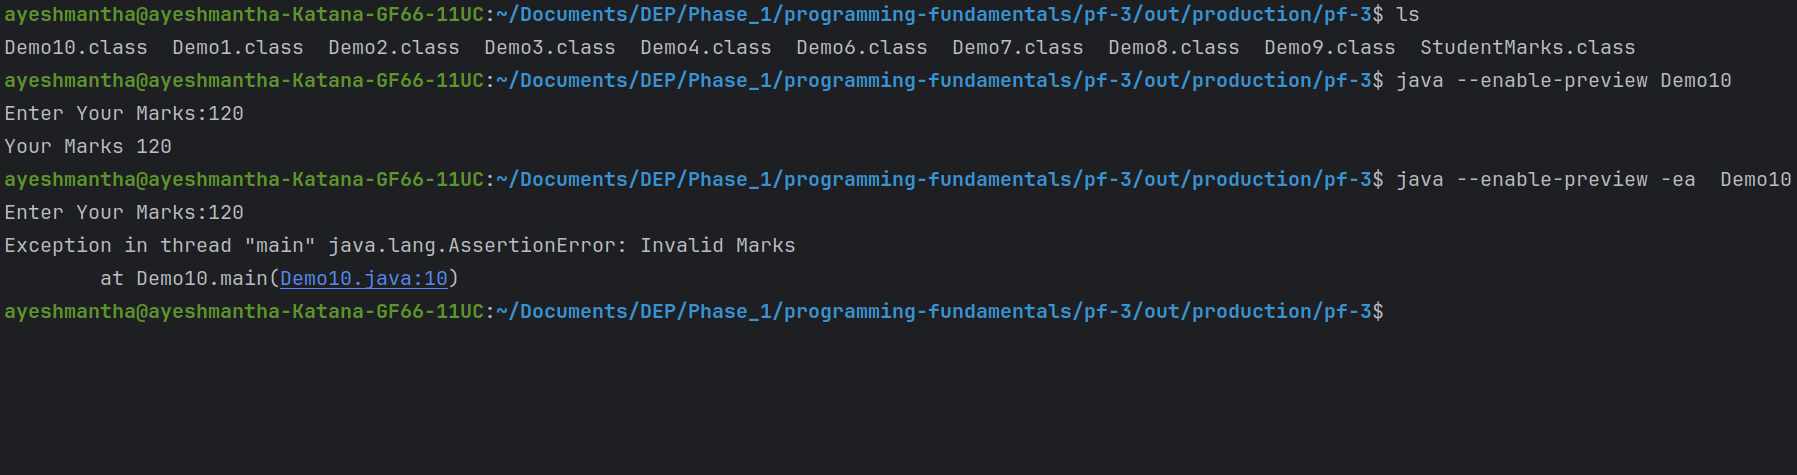 ayeshmantha@ayeshmantha-Katana-GF66-11UC:~/Documents/DEP/Phase_1/programming-fundamentals/pf-3/out/production/pf-3$ ls
Demo10.class  Demo1.class  Demo2.class  Demo3.class  Demo4.class  Demo6.class  Demo7.class  Demo8.class  Demo9.class  StudentMarks.class
ayeshmantha@ayeshmantha-Katana-GF66-11UC:~/Documents/DEP/Phase_1/programming-fundamentals/pf-3/out/production/pf-3$ java --enable-preview Demo10
Enter Your Marks:120
Your Marks 120
ayeshmantha@ayeshmantha-Katana-GF66-11UC:~/Documents/DEP/Phase_1/programming-fundamentals/pf-3/out/production/pf-3$ java --enable-preview -ea  Demo10
Enter Your Marks:120
Exception in thread "main" java.lang.AssertionError: Invalid Marks
        at Demo10.main(Demo10.java:10)
ayeshmantha@ayeshmantha-Katana-GF66-11UC:~/Documents/DEP/Phase_1/programming-fundamentals/pf-3/out/production/pf-3$